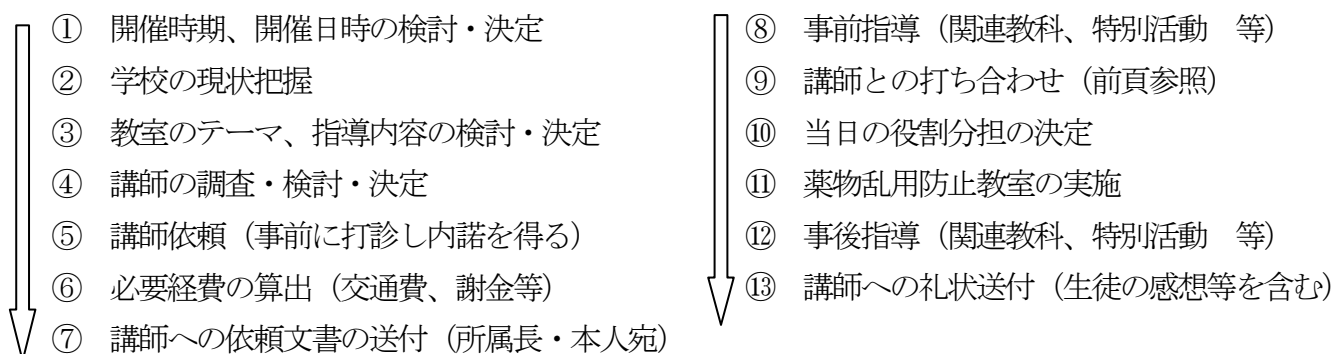 ① 開催時期、開催日時の検討・決定
② 学校の現状把握
③ 教室のテーマ、指導内容の検討・決定
④ 講師の調査・検討・決定
⑤ 講師依頼（事前に打診し内諾を得る）
⑥ 必要経費の算出（交通費、謝金等）
⑦ 講師への依頼文書の送付（所属長・本人宛）
⑧ 事前指導（関連教科、特別活動　等）
⑨ 講師との打ち合わせ（前頁参照）
⑩ 当日の役割分担の決定
⑪ 薬物乱用防止教室の実施
⑫ 事後指導（関連教科、特別活動　等）
⑬ 講師への礼状送付（生徒の感想等を含む）